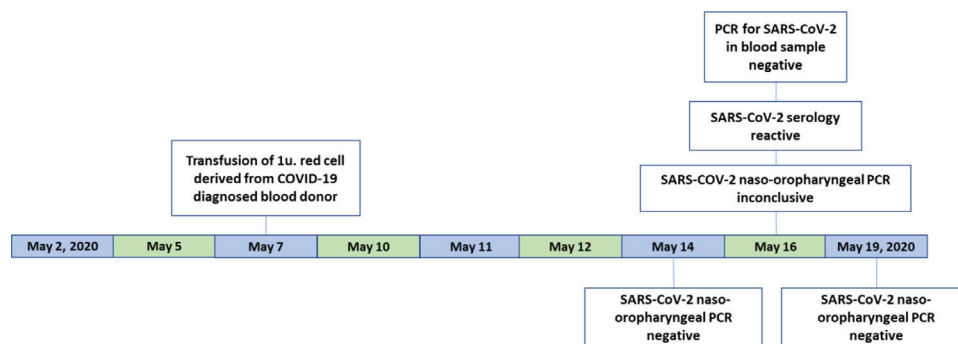 PCR for SARS-CoV-2
in blood sample
negative
SARS-CoV-2 serology
reactive
Transfusion of 1u. red cell
derived from COVID-19
diagnosed blood donor
SARS-COV-2 naso-oropharyngeal PCR
inconclusive
May 2, 2020
May 5
May 7
May 10
May 11
May 12
May 14
May 16
May 19, 2020
SARS-CoV-2 naso-
oropharyngeal PCR
negative
SARS-CoV-2 naso-
oropharyngeal PCR
negative